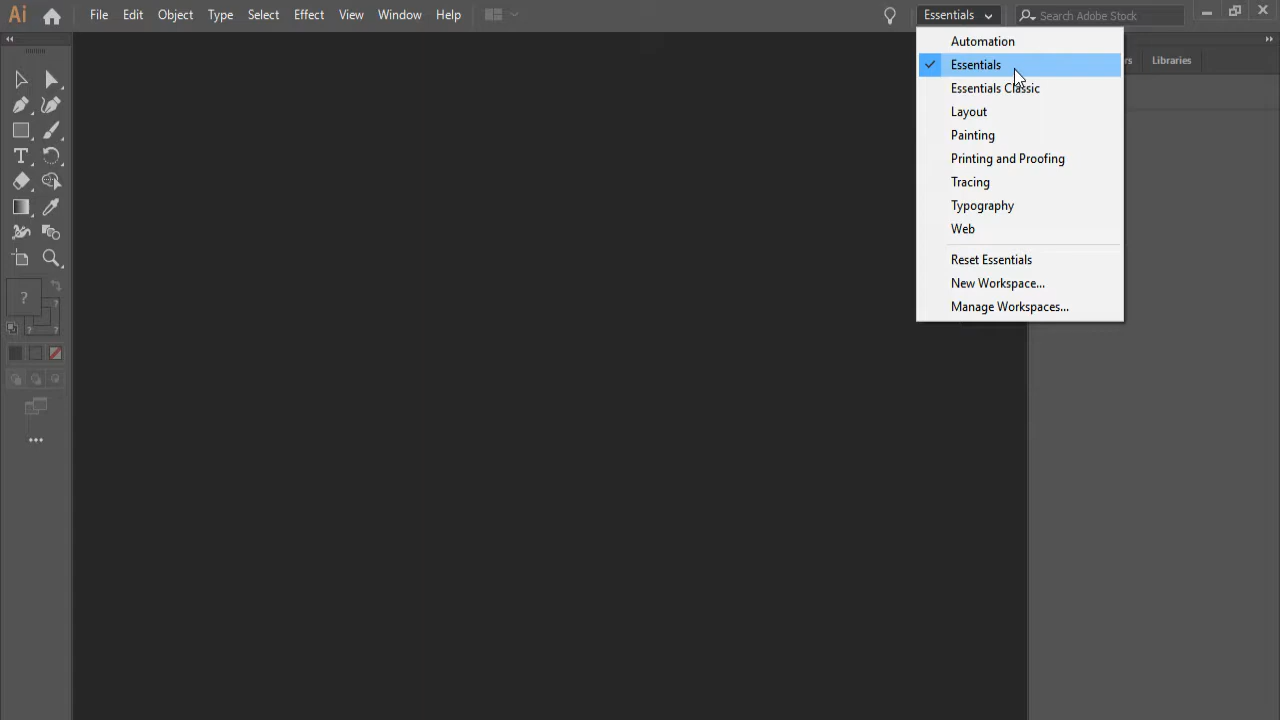 Ai File Edit Object Type Select Effect View Window Help Essentials Search Adobe Stock
Automation
Essentials
Essentials Classic
Layout
Painting
Printing and Proofing
Tracing
Typography
Web
Reset Essentials
New Workspace...
Manage Workspaces...
rs Libraries
T
?
?
? ?